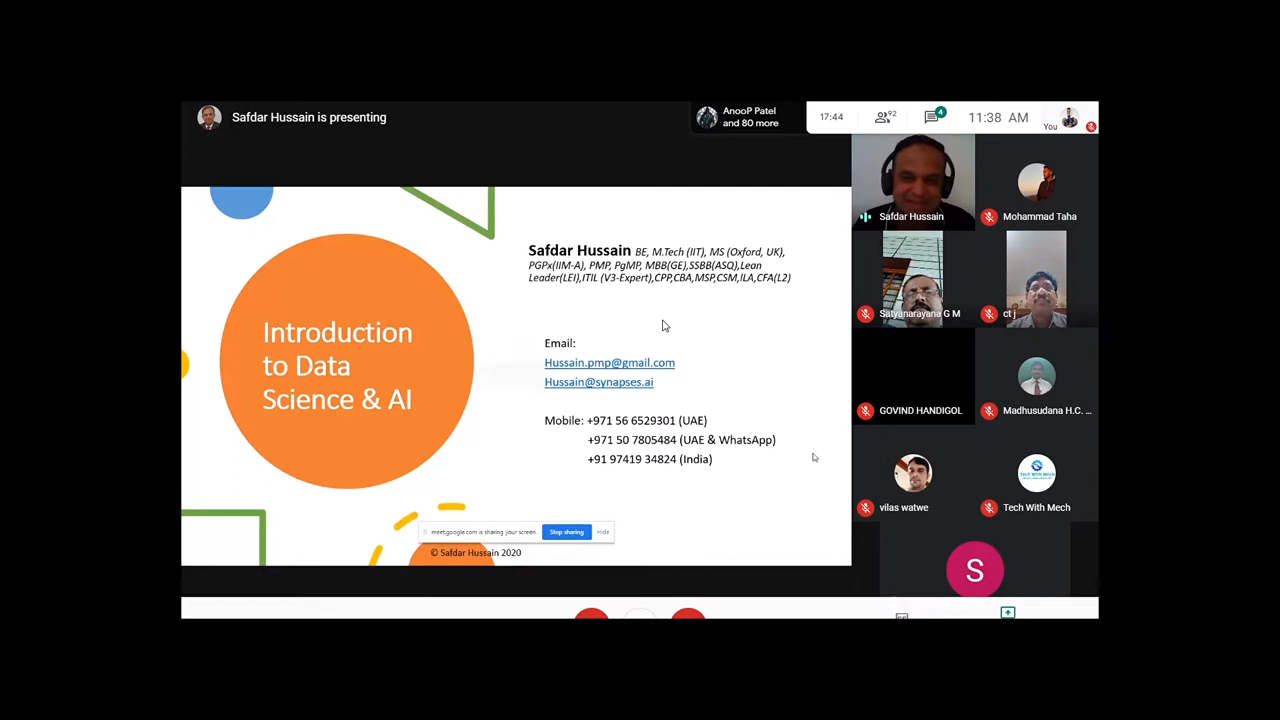 Safdar Hussain is presenting
AnooP Patel
and 80 more
17:44
92
4
11:38 AM
You
Introduction
to Data
Science & AI
Safdar Hussain BE, M.Tech (IIT), MS (Oxford, UK),
PGPx(IIM-A), PMP, PgMP, MBB(GE),SSBB(ASQ),Lean
Leader(LEI),ITIL (V3-Expert),CPP,CBA,MSP,CSM,ILA,CFA(L2)
Email:
Hussain.pmp@gmail.com
Hussain@synapses.ai
Mobile: +971 56 6529301 (UAE)
+971 50 7805484 (UAE & WhatsApp)
+91 97419 34824 (India)
meet.google.com is sharing your screen.
Stop sharing
Hide
© Safdar Hussain 2020
Safdar Hussain
Mohammad Taha
Satyanarayana G M
ct j
GOVIND HANDIGOL
Madhusudana H.C. ...
vilas watwe
Tech With Mech
S